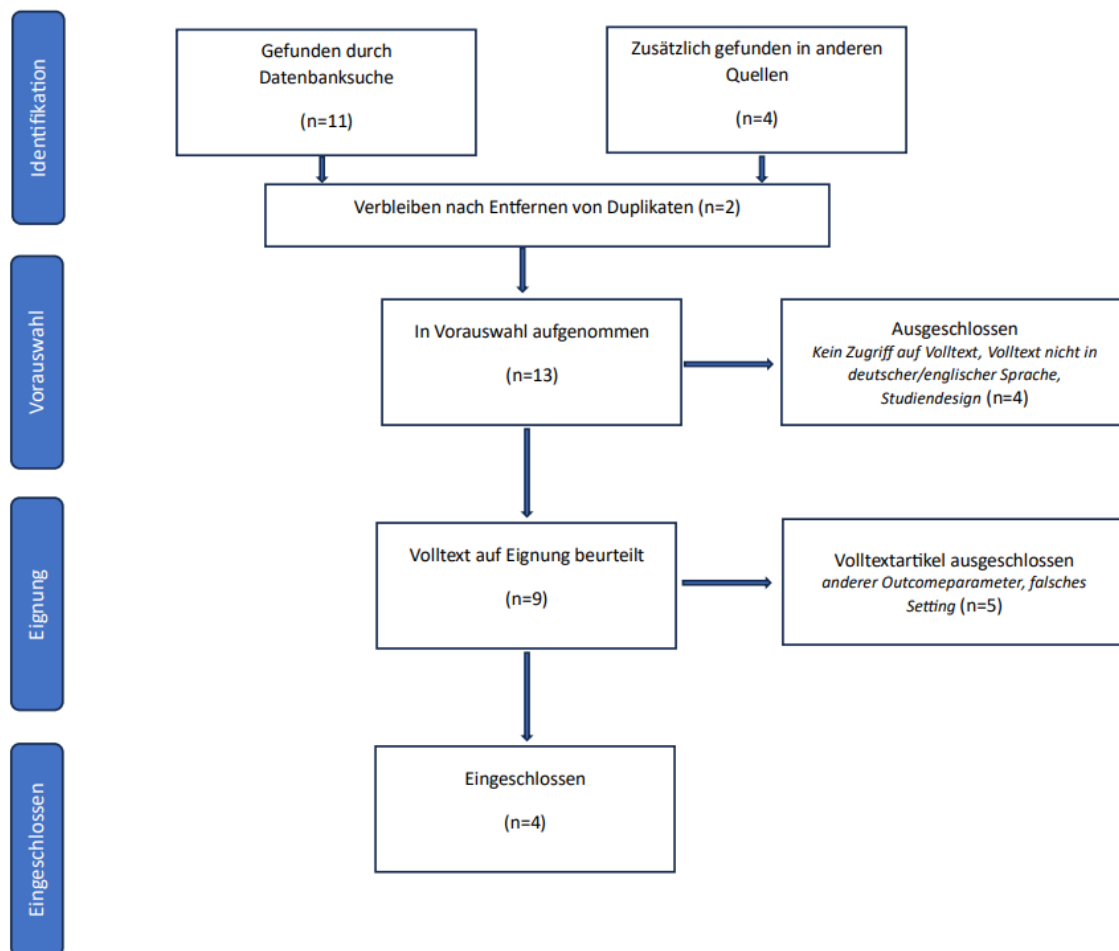 Identifikation
Gefunden durch
Datenbanksuche
(n=11)
Zusätzlich gefunden in anderen
Quellen
(n=4)
Verbleiben nach Entfernen von Duplikaten (n=2)
Vorauswahl
In Vorauswahl aufgenommen
(n=13)
Ausgeschlossen
Kein Zugriff auf Volltext, Volltext nicht in
deutscher/englischer Sprache,
Studiendesign (n=4)
Eignung
Volltext auf Eignung beurteilt
(n=9)
Volltextartikel ausgeschlossen
anderer Outcomeparameter, falsches
Setting (n=5)
Eingeschlossen
Eingeschlossen
(n=4)